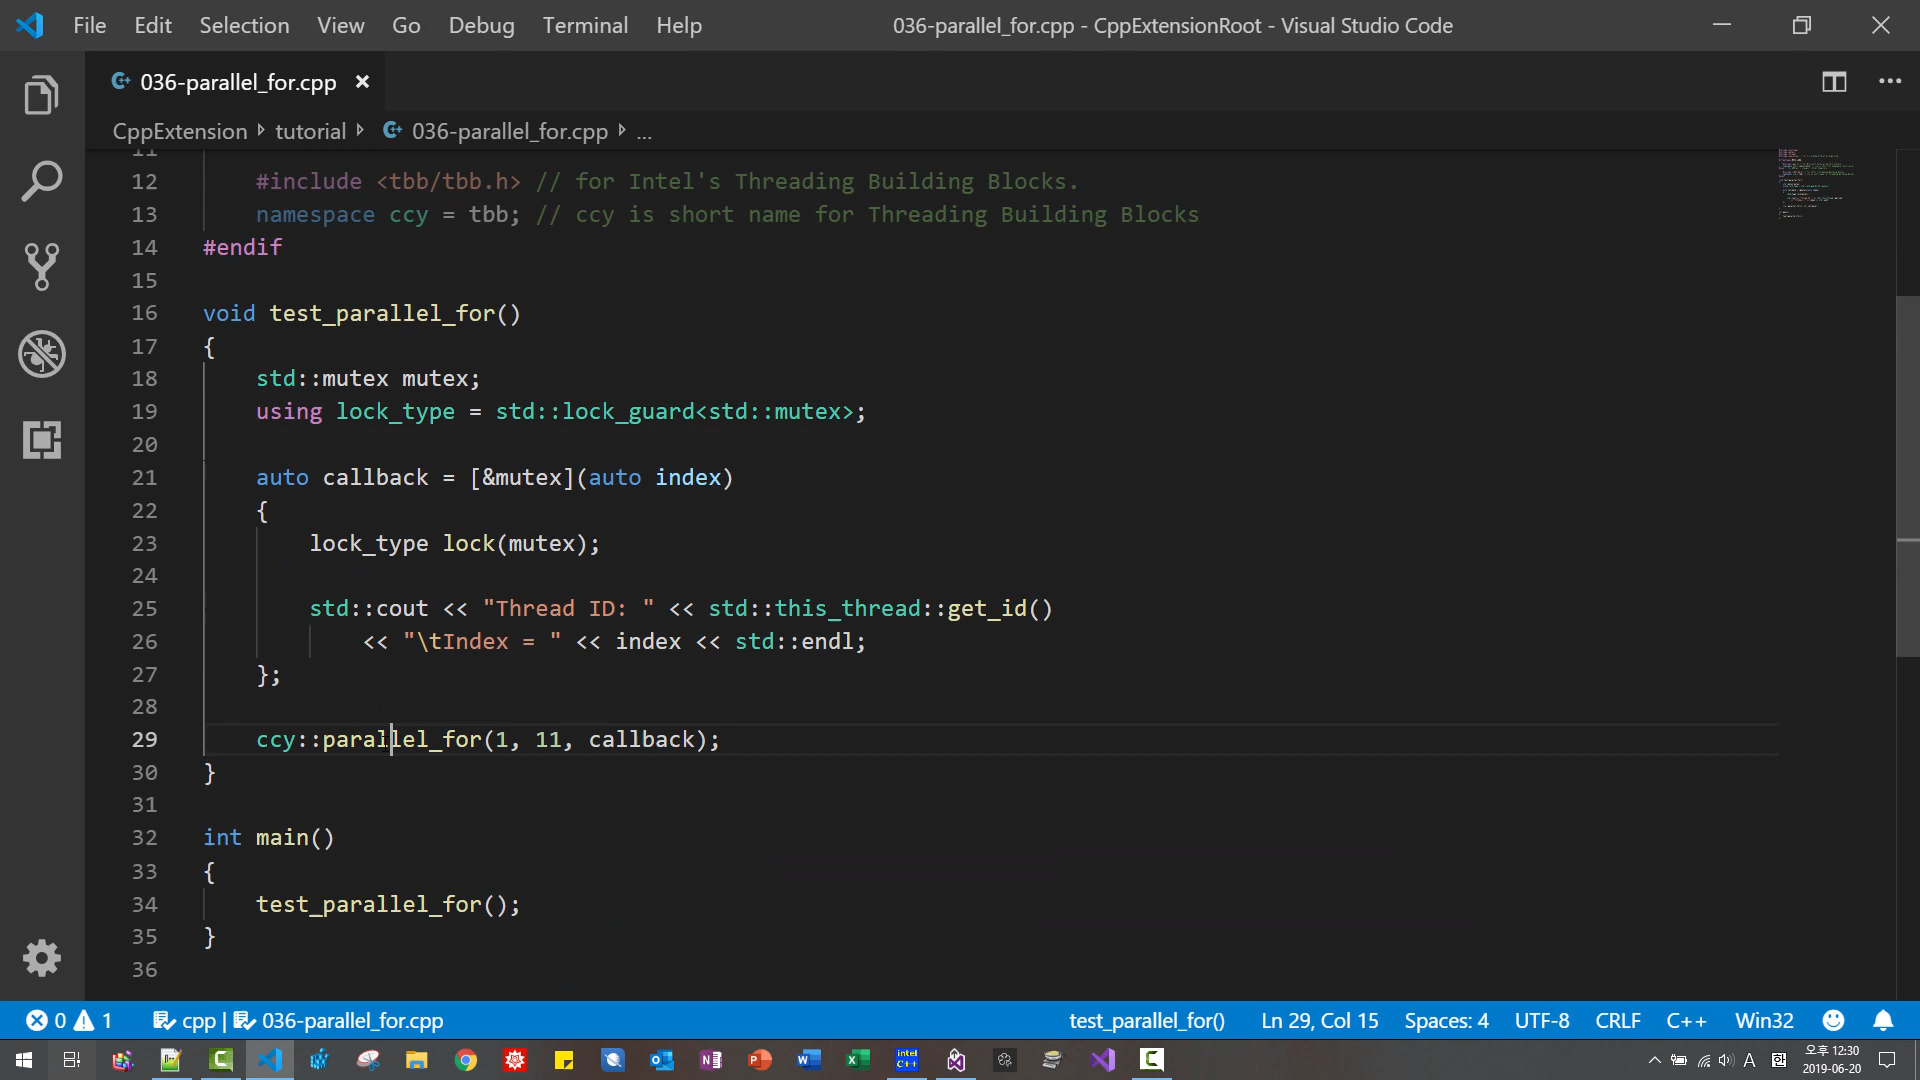 File Edit Selection View Go Debug Terminal Help 036-parallel_for.cpp - CppExtensionRoot - Visual Studio Code
036-parallel_for.cpp
CppExtension tutorial 036-parallel_for.cpp ...
11
12 #include <tbb/tbb.h> // for Intel's Threading Building Blocks.
13 namespace ccy = tbb; // ccy is short name for Threading Building Blocks
14 #endif
15
16 void test_parallel_for()
17 {
18 std::mutex mutex;
19 using lock_type = std::lock_guard<std::mutex>;
20
21 auto callback = [&mutex](auto index)
22 {
23 lock_type lock(mutex);
24
25 std::cout << "Thread ID: " << std::this_thread::get_id()
26 << "\tIndex = " << index << std::endl;
27 };
28
29 ccy::parallel_for(1, 11, callback);
30 }
31
32 int main()
33 {
34 test_parallel_for();
35 }
36
0 1 cpp | 036-parallel_for.cpp test_parallel_for() Ln 29, Col 15 Spaces: 4 UTF-8 CRLF C++ Win32
intel C++ A 오후 12:30
2019-06-20